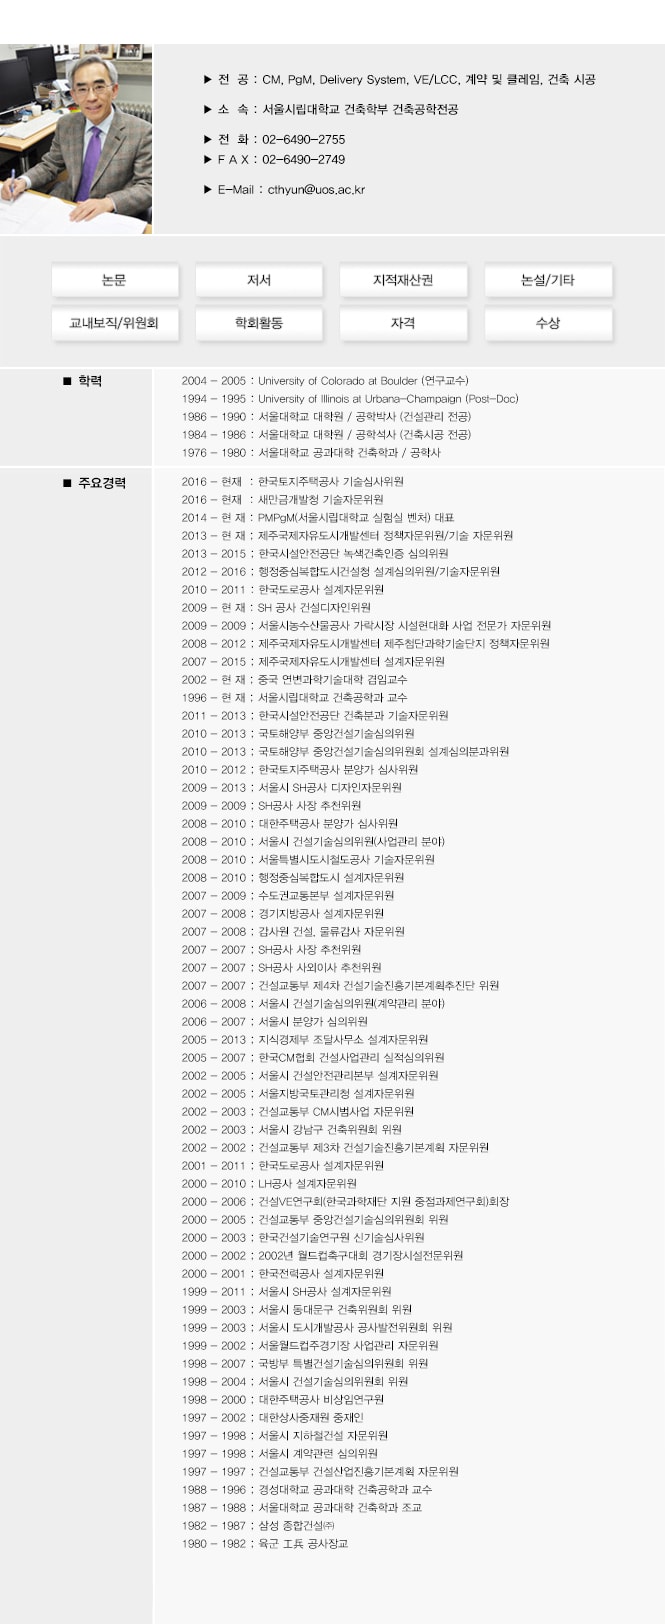 ▶ 전 공 : CM, PgM, Delivery System, VE/LCC, 계약 및 클레임, 건축 시공
▶ 소 속 : 서울시립대학교 건축학부 건축공학전공
▶ 전 화 : 02-6490-2755
▶ F A X : 02-6490-2749
▶ E-Mail : cthyun@uos.ac.kr
논문 저서 지적재산권 논설/기타
교내보직/위원회 학회활동 자격 수상
■ 학력
2004 - 2005 : University of Colorado at Boulder (연구교수)
1994 - 1995 : University of Illinois at Urbana-Champaign (Post-Doc)
1986 - 1990 : 서울대학교 대학원 / 공학박사 (건설관리 전공)
1984 - 1986 : 서울대학교 대학원 / 공학석사 (건축시공 전공)
1976 - 1980 : 서울대학교 공과대학 건축학과 / 공학사
■ 주요경력
2016 - 현재 : 한국토지주택공사 기술심사위원
2016 - 현재 : 새만금개발청 기술자문위원
2014 - 현 재 : PMPgM(서울시립대학교 실험실 벤처) 대표
2013 - 현 재 : 제주국제자유도시개발센터 정책자문위원/기술 자문위원
2013 - 2015 : 한국시설안전공단 녹색건축인증 심의위원
2012 - 2016 : 행정중심복합도시건설청 설계심의위원/기술자문위원
2010 - 2011 : 한국도로공사 설계자문위원
2009 - 현 재 : SH 공사 건설디자인위원
2009 - 2009 : 서울시농수산물공사 가락시장 시설현대화 사업 전문가 자문위원
2008 - 2012 : 제주국제자유도시개발센터 제주첨단과학기술단지 정책자문위원
2007 - 2015 : 제주국제자유도시개발센터 설계자문위원
2002 - 현 재 : 중국 연변과학기술대학 겸임교수
1996 - 현 재 : 서울시립대학교 건축공학과 교수
2011 - 2013 : 한국시설안전공단 건축분과 기술자문위원
2010 - 2013 : 국토해양부 중앙건설기술심의위원
2010 - 2013 : 국토해양부 중앙건설기술심의위원회 설계심의분과위원
2010 - 2012 : 한국토지주택공사 분양가 심사위원
2009 - 2013 : 서울시 SH공사 디자인자문위원
2009 - 2009 : SH공사 사장 추천위원
2008 - 2010 : 대한주택공사 분양가 심사위원
2008 - 2010 : 서울시 건설기술심의위원(사업관리 분야)
2008 - 2010 : 서울특별시도시철도공사 기술자문위원
2008 - 2010 : 행정중심복합도시 설계자문위원
2007 - 2009 : 수도권교통본부 설계자문위원
2007 - 2008 : 경기지방공사 설계자문위원
2007 - 2008 : 감사원 건설, 물류감사 자문위원
2007 - 2007 : SH공사 사장 추천위원
2007 - 2007 : SH공사 사외이사 추천위원
2007 - 2007 : 건설교통부 제4차 건설기술진흥기본계획추진단 위원
2006 - 2008 : 서울시 건설기술심의위원(계약관리 분야)
2006 - 2007 : 서울시 분양가 심의위원
2005 - 2013 : 지식경제부 조달사무소 설계자문위원
2005 - 2007 : 한국CM협회 건설사업관리 실적심의위원
2002 - 2005 : 서울시 건설안전관리본부 설계자문위원
2002 - 2005 : 서울지방국토관리청 설계자문위원
2002 - 2003 : 건설교통부 CM시범사업 자문위원
2002 - 2003 : 서울시 강남구 건축위원회 위원
2002 - 2002 : 건설교통부 제3차 건설기술진흥기본계획 자문위원
2001 - 2011 : 한국도로공사 설계자문위원
2000 - 2010 : LH공사 설계자문위원
2000 - 2006 : 건설VE연구회(한국과학재단 지원 중점과제연구회)회장
2000 - 2005 : 건설교통부 중앙건설기술심의위원회 위원
2000 - 2003 : 한국건설기술연구원 신기술심사위원
2000 - 2002 : 2002년 월드컵축구대회 경기장시설전문위원
2000 - 2001 : 한국전력공사 설계자문위원
1999 - 2011 : 서울시 SH공사 설계자문위원
1999 - 2003 : 서울시 동대문구 건축위원회 위원
1999 - 2003 : 서울시 도시개발공사 공사발전위원회 위원
1999 - 2002 : 서울월드컵주경기장 사업관리 자문위원
1998 - 2007 : 국방부 특별건설기술심의위원회 위원
1998 - 2004 : 서울시 건설기술심의위원회 위원
1998 - 2000 : 대한주택공사 비상임연구원
1997 - 2002 : 대한상사중재원 중재인
1997 - 1998 : 서울시 지하철건설 자문위원
1997 - 1998 : 서울시 계약관련 심의위원
1997 - 1997 : 건설교통부 건설산업진흥기본계획 자문위원
1988 - 1996 : 경성대학교 공과대학 건축공학과 교수
1987 - 1988 : 서울대학교 공과대학 건축학과 조교
1982 - 1987 : 삼성 종합건설㈜
1980 - 1982 : 육군 工兵 공사장교